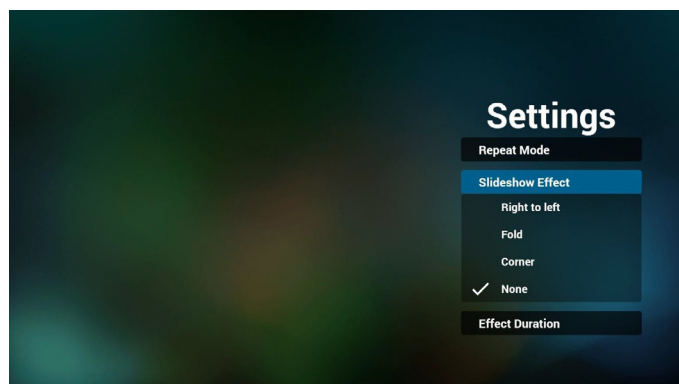 Settings
Repeat Mode
Slideshow Effect
Right to left
Fold
Corner
None
Effect Duration